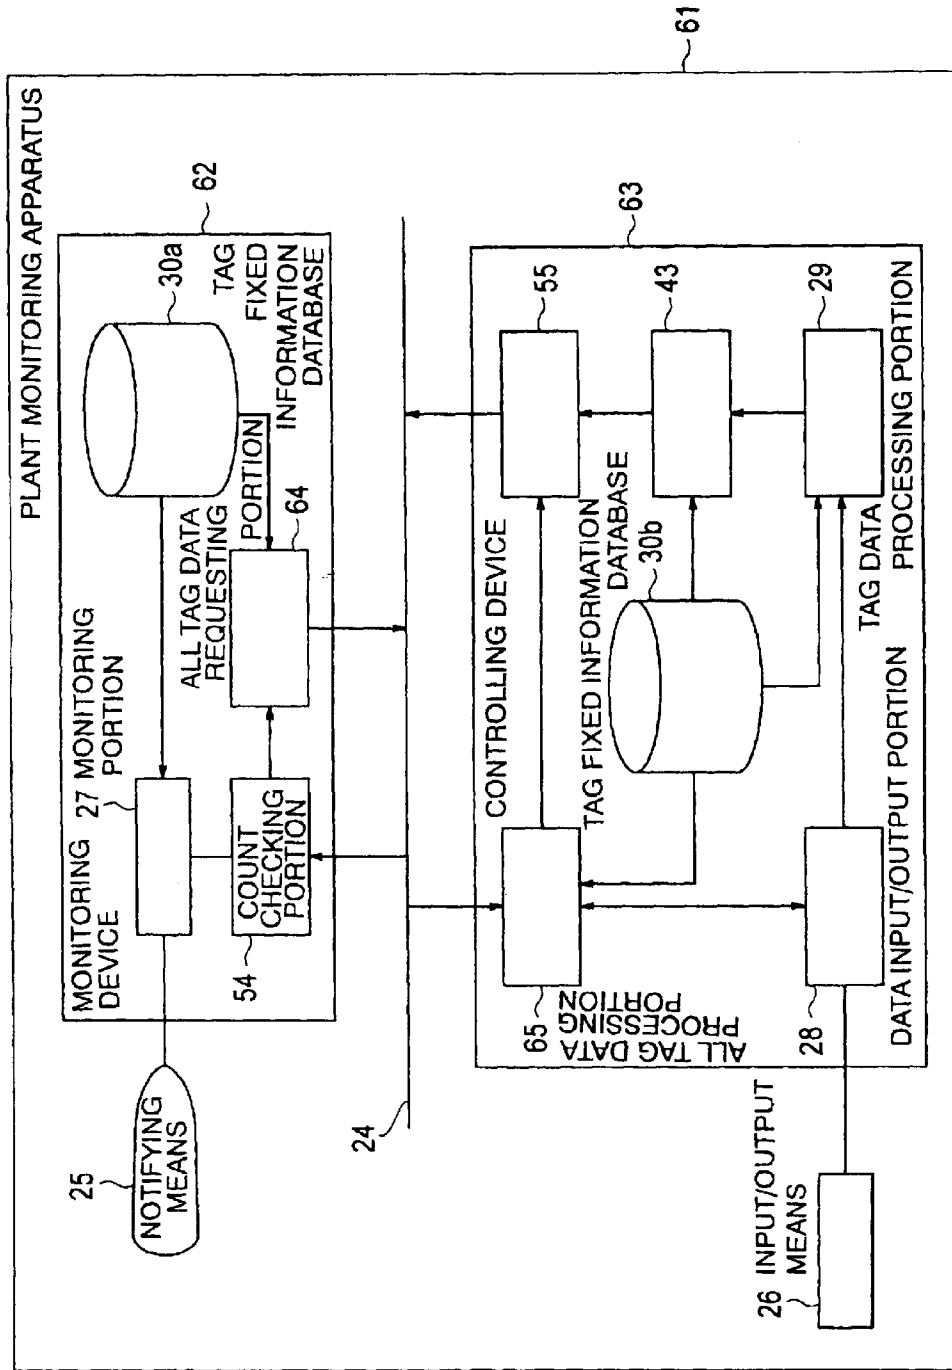 PLANT MONITORING APPARATUS
61
62
MONITORING
DEVICE
27 MONITORING
PORTION
30a
TAG
FIXED
INFORMATION
DATABASE
ALL TAG DATA
REQUESTING
PORTION
64
COUNT
CHECKING
PORTION
54
25
NOTIFYING
MEANS
24
63
CONTROLLING DEVICE
55
65
ALL TAG DATA
PROCESSING
PORTION
TAG FIXED INFORMATION
DATABASE
30b
43
29
TAG DATA
PROCESSING PORTION
28
DATA INPUT/OUTPUT PORTION
26 INPUT/OUTPUT
MEANS